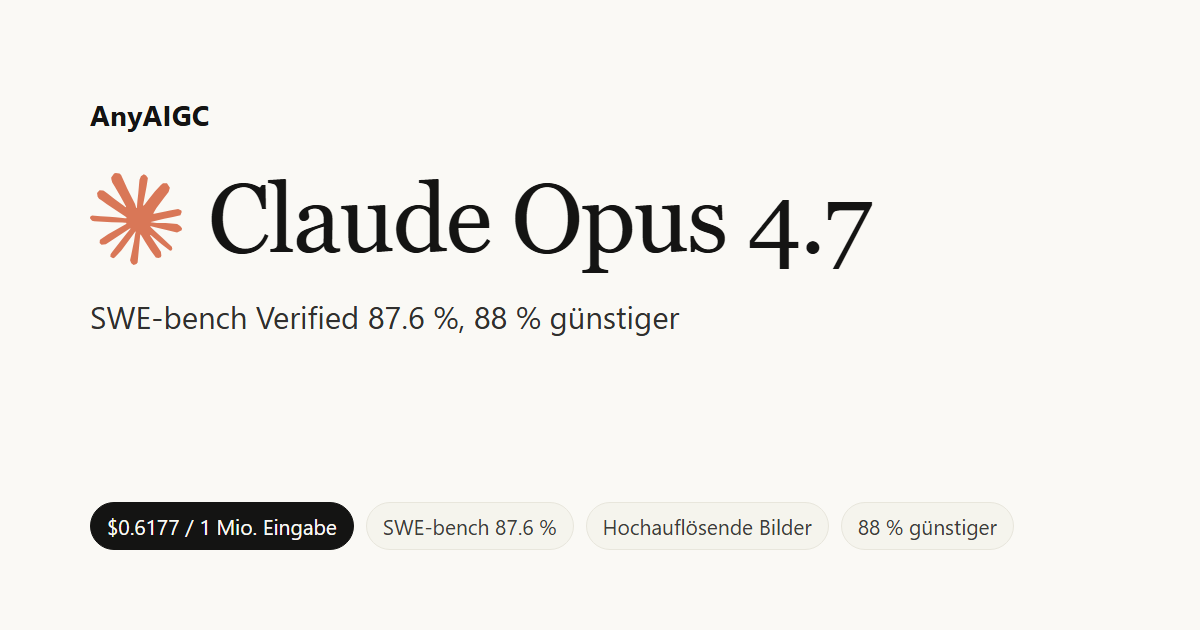 AnyAIGC
Claude Opus 4.7
SWE-bench Verified 87.6 %, 88 % günstiger
$0.6177 / 1 Mio. Eingabe
SWE-bench 87.6 %
Hochauflösende Bilder
88 % günstiger